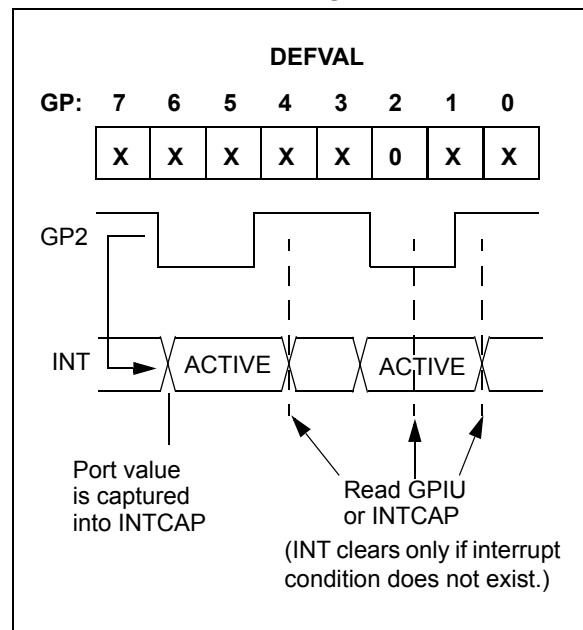 DEFVAL
GP: 7 6 5 4 3 2 1 0
X X X X X 0 X X
GP2
INT ACTIVE ACTIVE
Port value
is captured
into INTCAP
Read GPIU
or INTCAP
(INT clears only if interrupt
condition does not exist.)